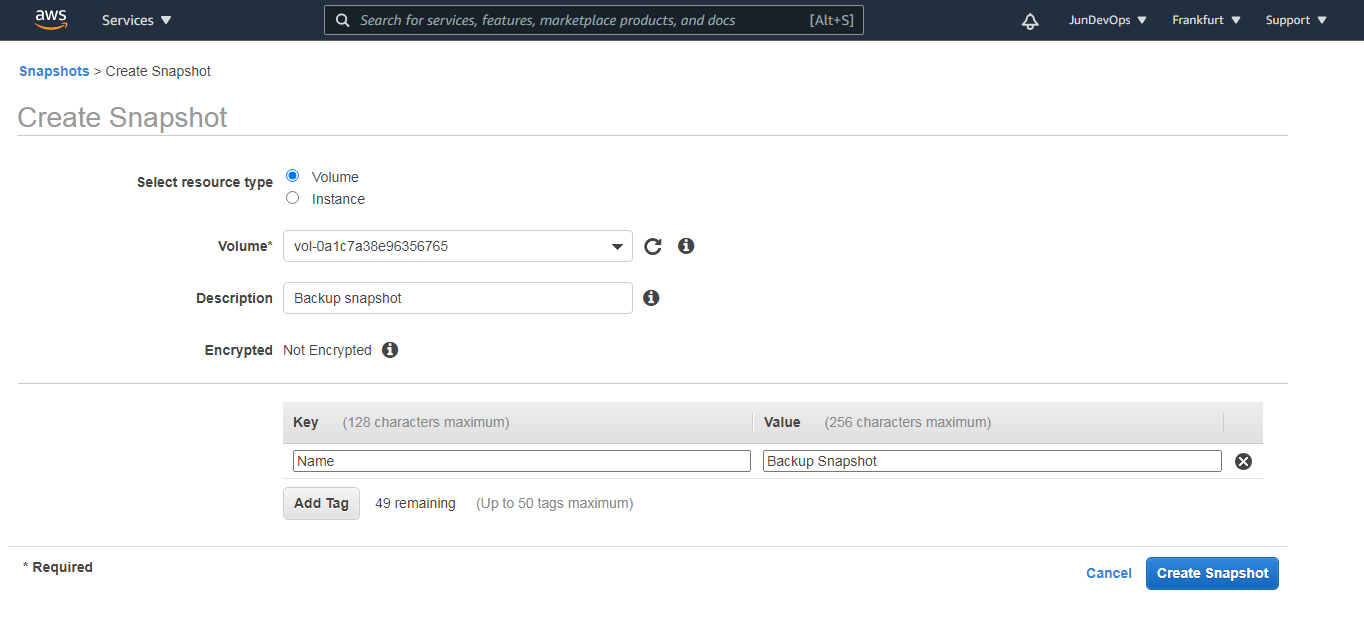 aws Services Search for services, features, marketplace products, and docs [Alt+S] JunDevOps Frankfurt Support
Snapshots > Create Snapshot
Create Snapshot
Select resource type Volume
Instance
Volume* vol-0a1c7a38e96356765
Description Backup snapshot
Encrypted Not Encrypted
Key (128 characters maximum) Value (256 characters maximum)
Name Backup Snapshot
Add Tag 49 remaining (Up to 50 tags maximum)
* Required
Cancel Create Snapshot